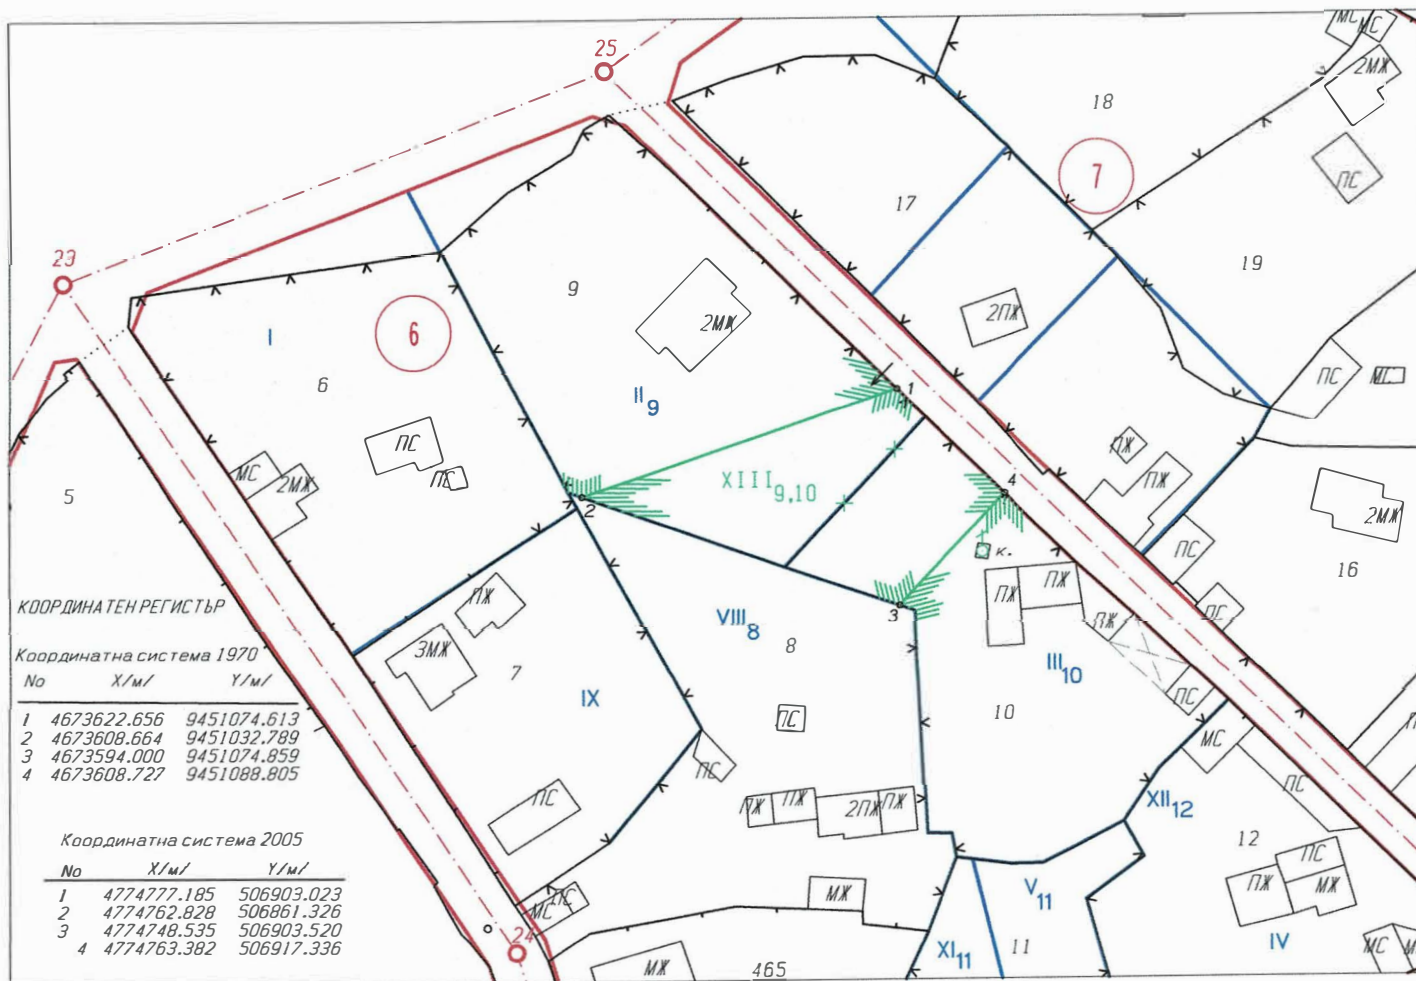 25
МС
МС
2МЖ
18
ПС
7
17
23
19
9
2ПЖ
2МЖ
I
6
6
ПС
МС
1
II9
ПС
ПЖ
ПС
МС
2МЖ
ПЖ
5
4
XIII9,10
2МЖ
2
к.
ПС
16
ПЖ
ПЖ
ПЖ
ПС
3
ПЖ
VIII8
8
3МЖ
7
IX
III10
10
ПС
ПС
МС
ПС
ПС
ПС
XII12
ПЖ
ПЖ
2ПЖ
ПЖ
12
ПС
ПЖ
МЖ
МЖ
V11
МС
ПС
24
XI11
11
IV
МС
МЖ
465
КООРДИНАТЕН РЕГИСТЪР
Координатна система 1970
No X/м/ Y/м/
1 4673622.656 9451074.613
2 4673608.664 9451032.789
3 4673594.000 9451074.859
4 4673608.727 9451088.805
Координатна система 2005
No X/м/ Y/м/
1 4774777.185 506903.023
2 4774762.828 506861.326
3 4774748.535 506903.520
4 4774763.382 506917.336